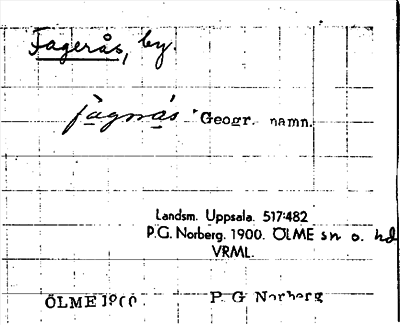 Fagerås, by
fagrås Geogr. namn.
Landsm. Uppsala. 517:482
P.G. Norberg. 1900. ÖLME sn o. hd
VRML.
ÖLME 1900. P G Norberg